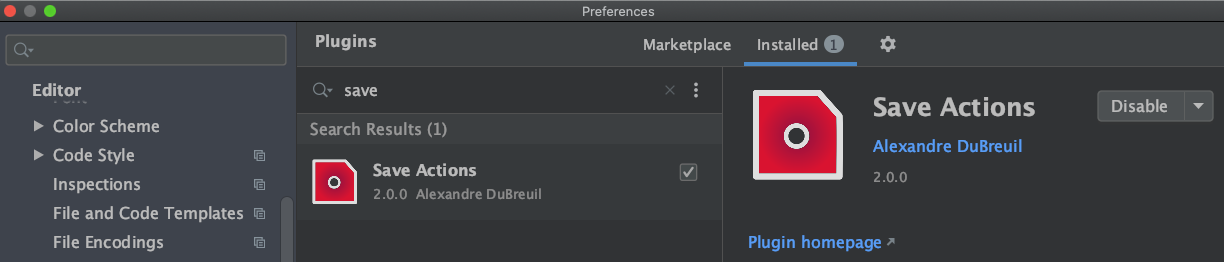 Preferences
Plugins
Marketplace
Installed 1
Editor
Font
Color Scheme
Code Style
Inspections
File and Code Templates
File Encodings
save
Search Results (1)
Save Actions
2.0.0 Alexandre DuBreuil
Save Actions
Disable
Alexandre DuBreuil
2.0.0
Plugin homepage